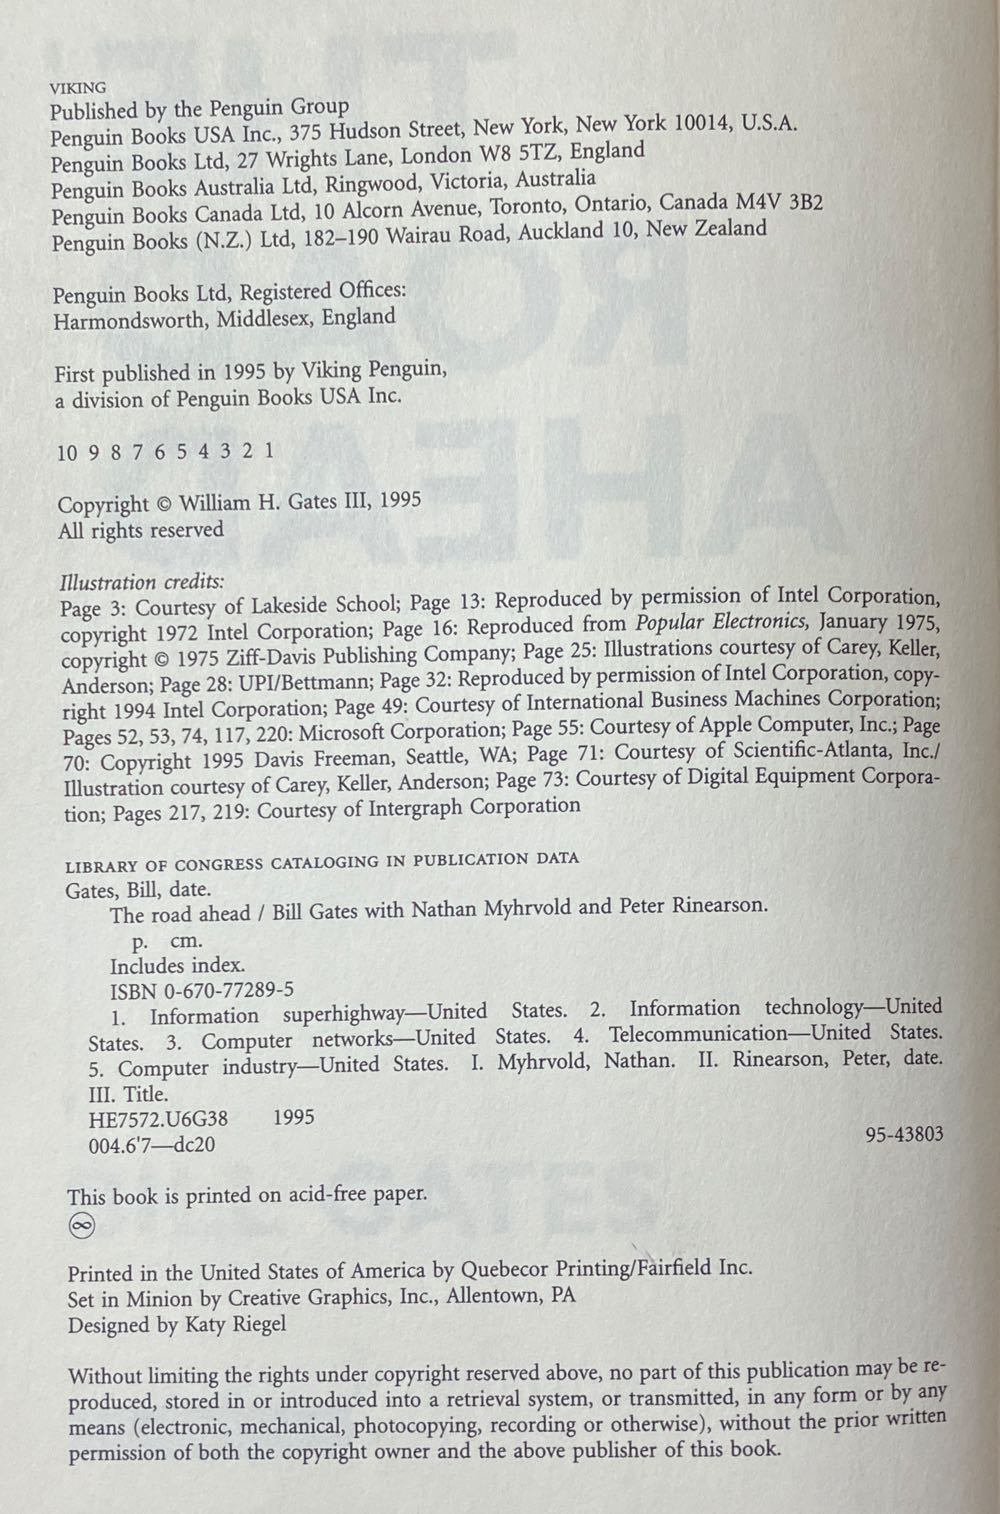 VIKING
Published by the Penguin Group
Penguin Books USA Inc., 375 Hudson Street, New York, New York 10014, U.S.A.
Penguin Books Ltd, 27 Wrights Lane, London W8 5TZ, England
Penguin Books Australia Ltd, Ringwood, Victoria, Australia
Penguin Books Canada Ltd, 10 Alcorn Avenue, Toronto, Ontario, Canada M4V 3B2
Penguin Books (N.Z.) Ltd, 182–190 Wairau Road, Auckland 10, New Zealand
Penguin Books Ltd, Registered Offices:
Harmondsworth, Middlesex, England
First published in 1995 by Viking Penguin,
a division of Penguin Books USA Inc.
10 9 8 7 6 5 4 3 2 1
Copyright © William H. Gates III, 1995
All rights reserved
Illustration credits:
Page 3: Courtesy of Lakeside School; Page 13: Reproduced by permission of Intel Corporation,
copyright 1972 Intel Corporation; Page 16: Reproduced from Popular Electronics, January 1975,
copyright © 1975 Ziff-Davis Publishing Company; Page 25: Illustrations courtesy of Carey, Keller,
Anderson; Page 28: UPI/Bettmann; Page 32: Reproduced by permission of Intel Corporation, copy-
right 1994 Intel Corporation; Page 49: Courtesy of International Business Machines Corporation;
Pages 52, 53, 74, 117, 220: Microsoft Corporation; Page 55: Courtesy of Apple Computer, Inc.; Page
70: Copyright 1995 Davis Freeman, Seattle, WA; Page 71: Courtesy of Scientific-Atlanta, Inc./
Illustration courtesy of Carey, Keller, Anderson; Page 73: Courtesy of Digital Equipment Corpora-
tion; Pages 217, 219: Courtesy of Intergraph Corporation
LIBRARY OF CONGRESS CATALOGING IN PUBLICATION DATA
Gates, Bill, date.
The road ahead / Bill Gates with Nathan Myhrvold and Peter Rinearson.
p. cm.
Includes index.
ISBN 0-670-77289-5
1. Information superhighway—United States. 2. Information technology—United
States. 3. Computer networks—United States. 4. Telecommunication—United States.
5. Computer industry—United States. I. Myhrvold, Nathan. II. Rinearson, Peter, date.
III. Title.
HE7572.U6G38 1995
004.6'7—dc20 95-43803
This book is printed on acid-free paper.
♾
Printed in the United States of America by Quebecor Printing/Fairfield Inc.
Set in Minion by Creative Graphics, Inc., Allentown, PA
Designed by Katy Riegel
Without limiting the rights under copyright reserved above, no part of this publication may be re-
produced, stored in or introduced into a retrieval system, or transmitted, in any form or by any
means (electronic, mechanical, photocopying, recording or otherwise), without the prior written
permission of both the copyright owner and the above publisher of this book.